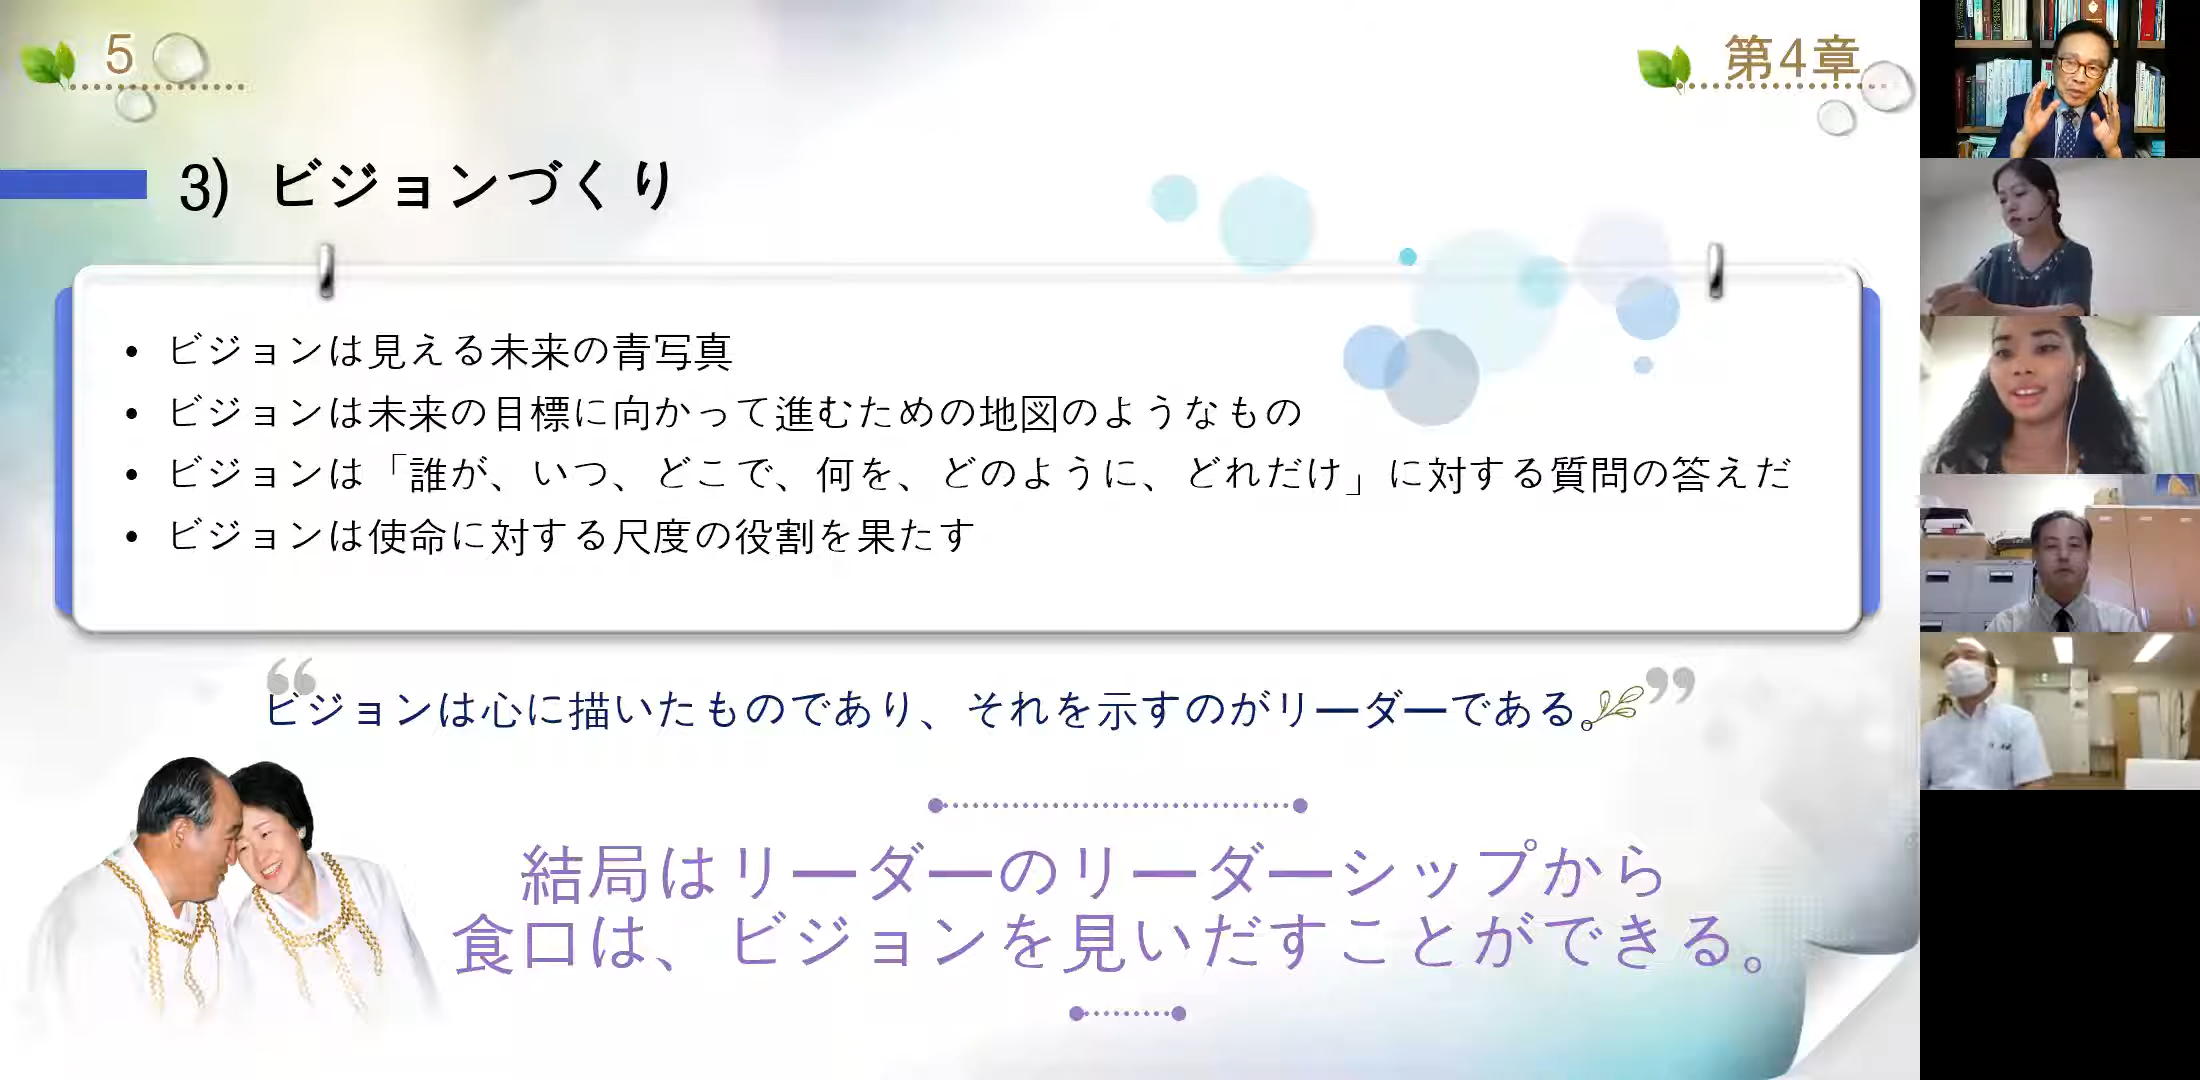 5
第4章
3) ビジョンづくり
• ビジョンは見える未来の青写真
• ビジョンは未来の目標に向かって進むための地図のようなもの
• ビジョンは「誰が、いつ、どこで、何を、どのように、どれだけ」に対する質問の答えだ
• ビジョンは使命に対する尺度の役割を果たす
“ビジョンは心に描いたものであり、それを示すのがリーダーである。”
結局はリーダーのリーダーシップから
食口は、ビジョンを見いだすことができる。